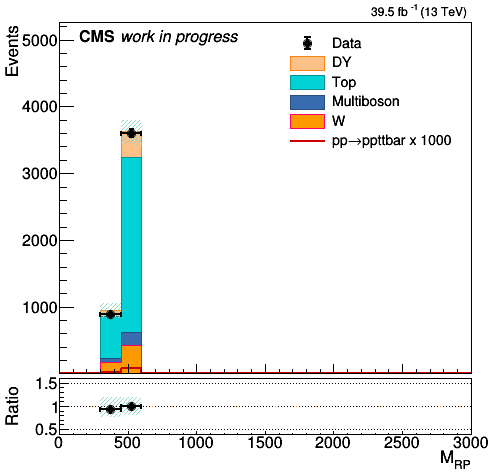 39.5 fb⁻¹ (13 TeV)
CMS work in progress
Events
5000
4000
3000
2000
1000
Data
DY
Top
Multiboson
W
pp→ppttbar x 1000
Ratio
1.5
1
0.5
0 500 1000 1500 2000 2500 3000
M_RP